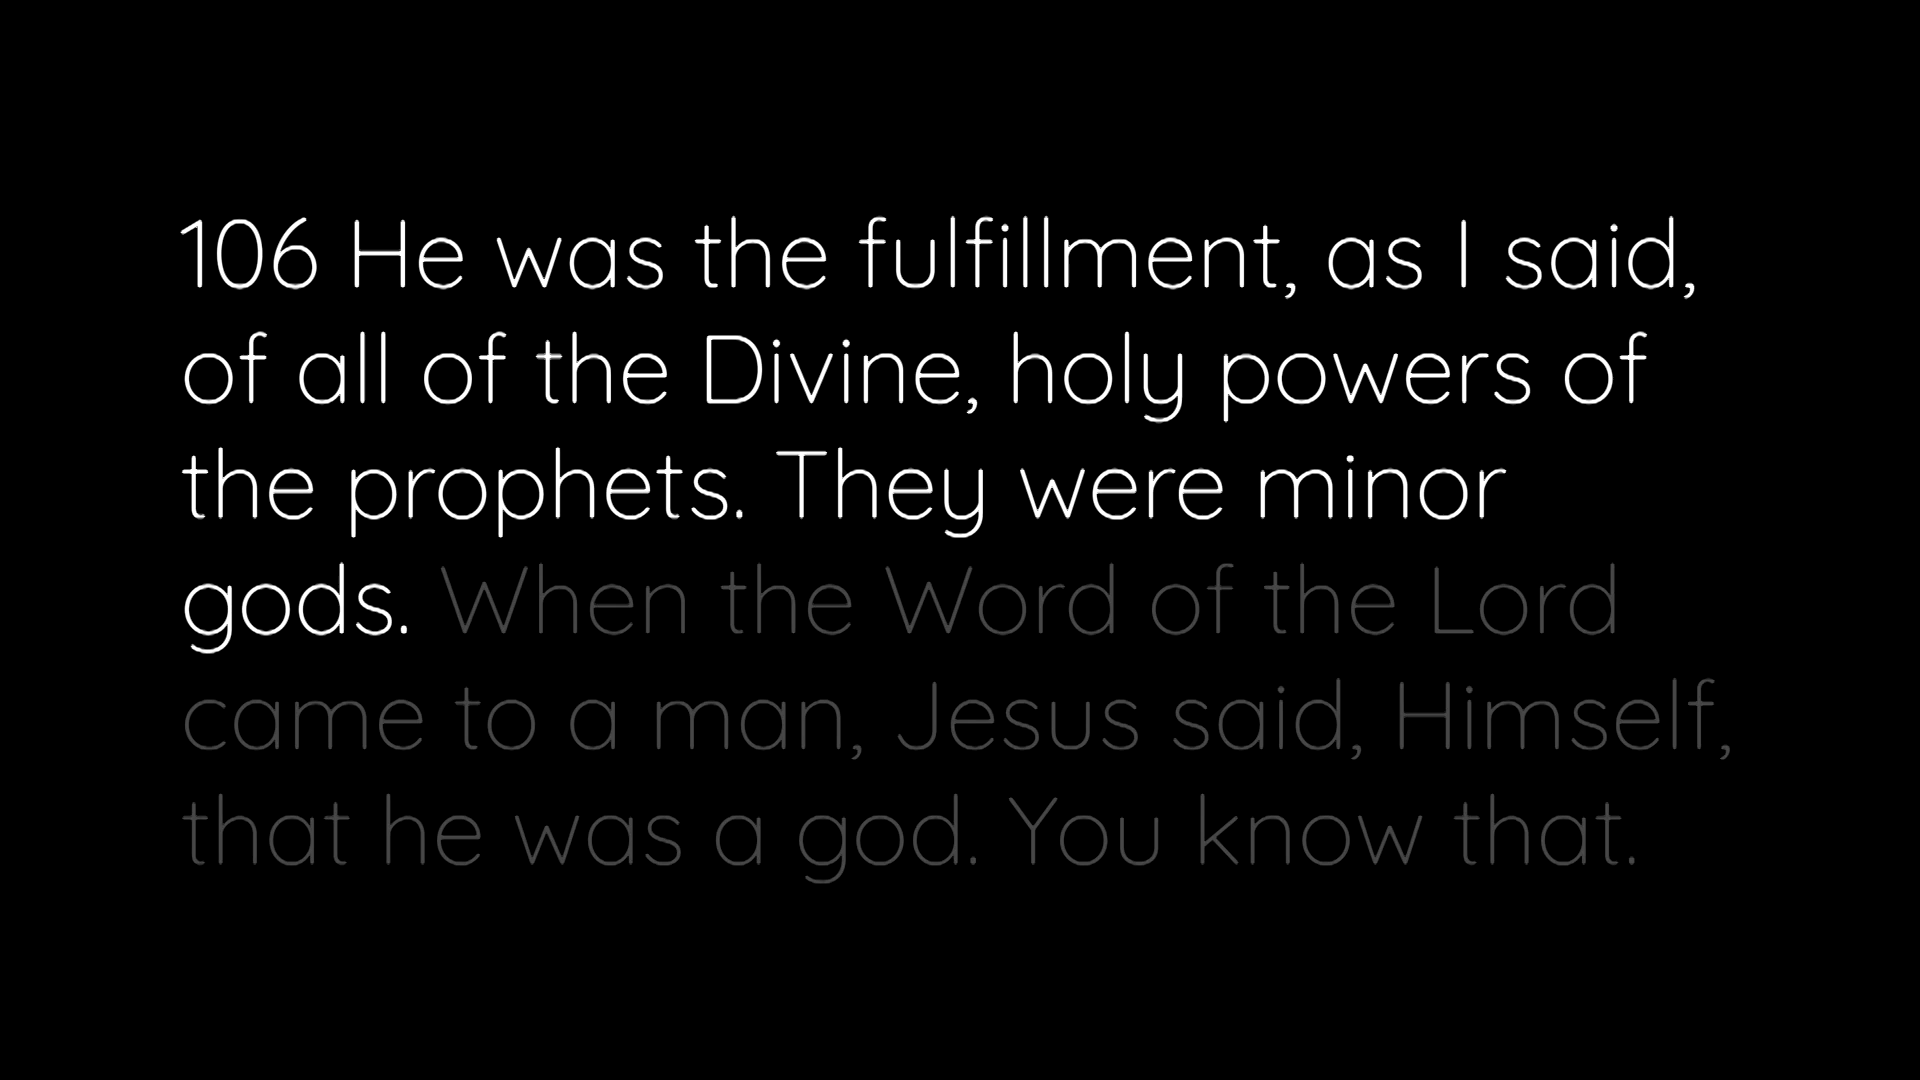 106 He was the fulfillment, as I said,
of all of the Divine, holy powers of
the prophets. They were minor
gods. When the Word of the Lord
came to a man, Jesus said, Himself,
that he was a god. You know that.